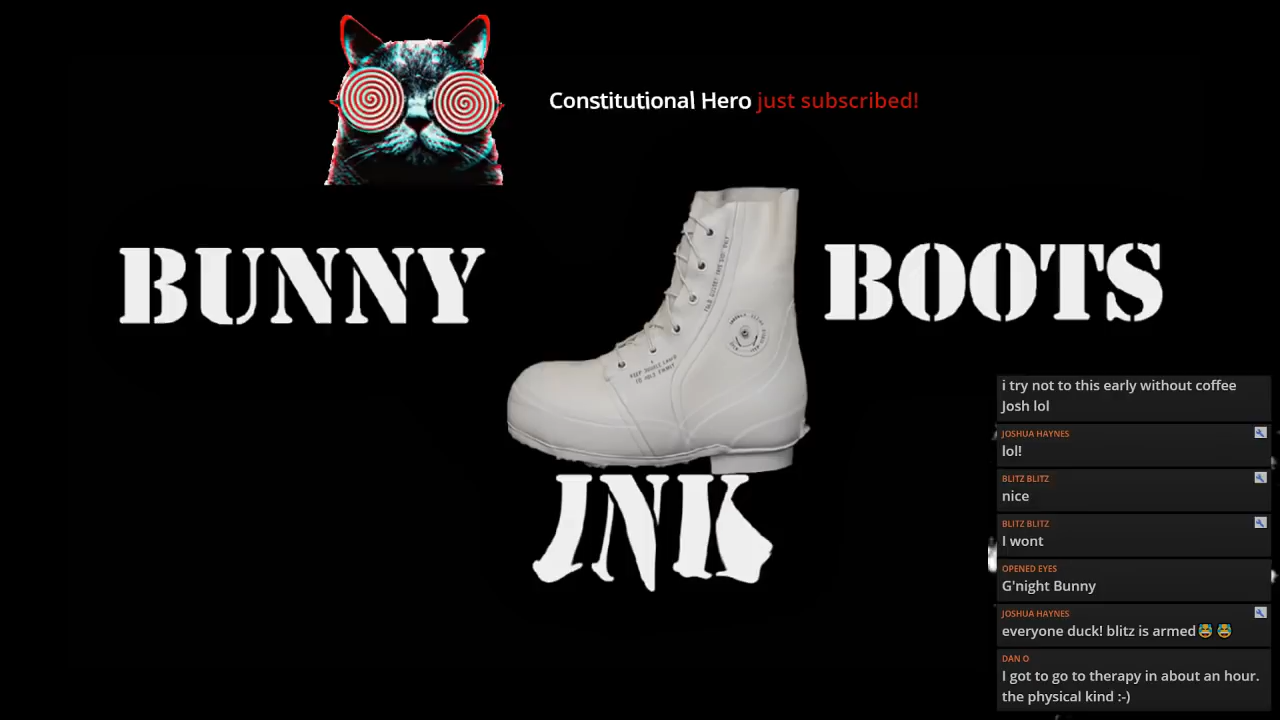 Constitutional Hero just subscribed!
BUNNY
BOOTS
INK
i try not to this early without coffee
Josh lol
JOSHUA HAYNES
lol!
BLITZ BLITZ
nice
BLITZ BLITZ
I wont
OPENED EYES
G'night Bunny
JOSHUA HAYNES
everyone duck! blitz is armed
DAN O
I got to go to therapy in about an hour.
the physical kind :-)